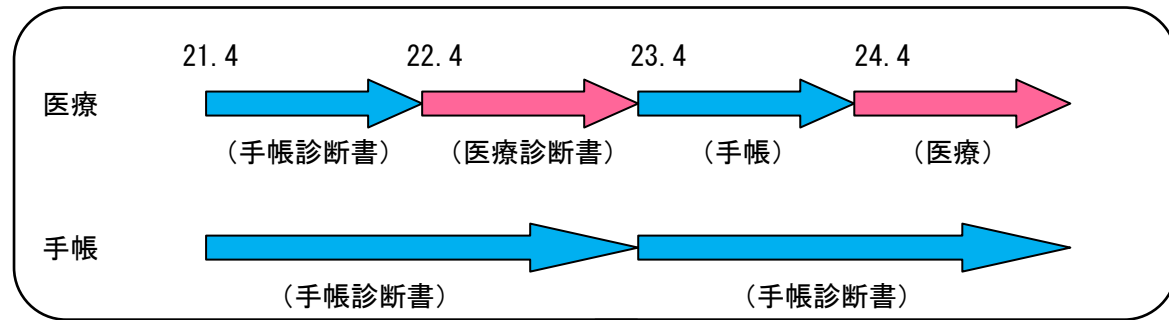 21.4 22.4 23.4 24.4
医療
（手帳診断書） （医療診断書） （手帳） （医療）
手帳
（手帳診断書） （手帳診断書）